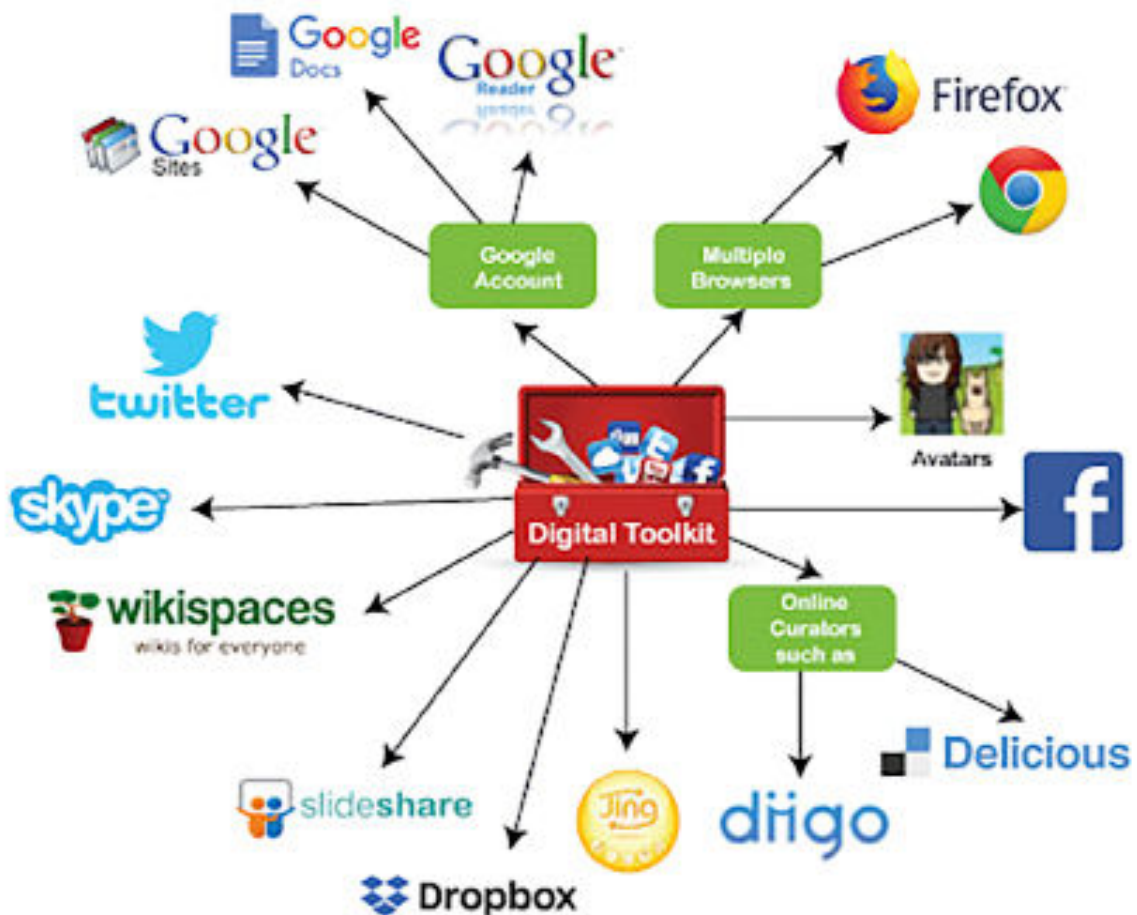 Google
Docs
Google
Reader
Firefox
Google
Sites
Google
Account
Multiple
Browsers
twitter
Avatars
skype
Digital Toolkit
wikispaces
wikis for everyone
Online
Curators
such as
Delicious
slideshare
Jing
diigo
Dropbox